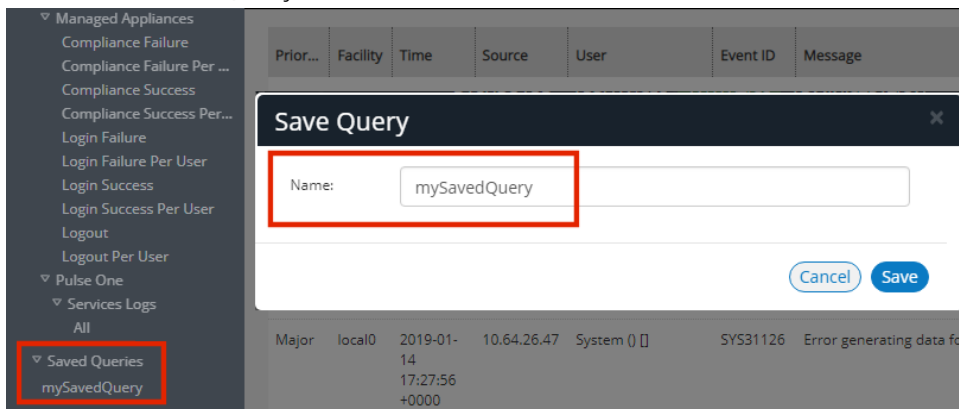 Managed Appliances
Compliance Failure
Compliance Failure Per ...
Compliance Success
Compliance Success Per...
Login Failure
Login Failure Per User
Login Success
Login Success Per User
Logout
Logout Per User
Pulse One
Services Logs
All
Saved Queries
mySavedQuery
Prior... Facility Time Source User Event ID Message
Save Query ×
Name: mySavedQuery
Cancel Save
Major local0 2019-01- 10.64.26.47 System () [] SYS31126 Error generating data fo
14
17:27:56
+0000